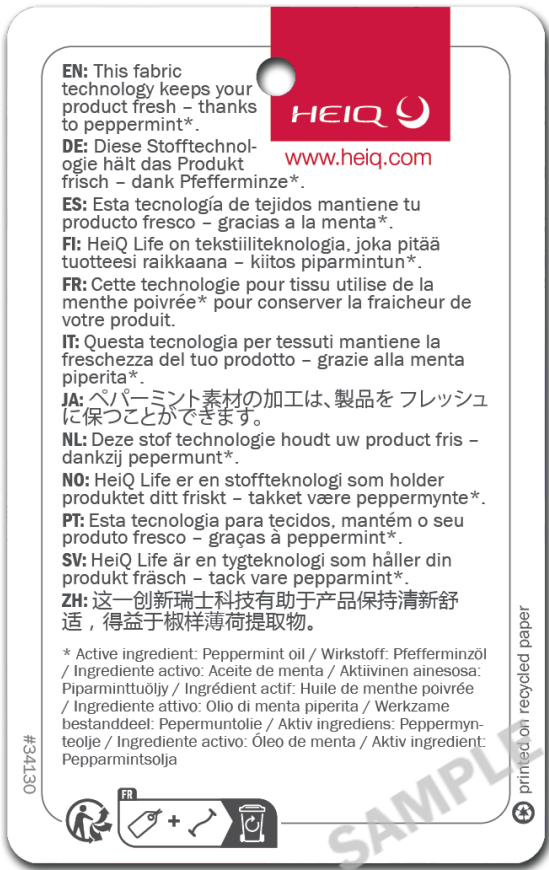 EN: This fabric
technology keeps your
product fresh – thanks
to peppermint*.
HEIQ
www.heiq.com
DE: Diese Stofftechnol-
ogie hält das Produkt
frisch – dank Pfefferminze*.
ES: Esta tecnología de tejidos mantiene tu
producto fresco – gracias a la menta*.
FI: HeiQ Life on tekstiiliteknologia, joka pitää
tuotteesi raikkaana – kiitos piparmintun*.
FR: Cette technologie pour tissu utilise de la
menthe poivrée* pour conserver la fraicheur de
votre produit.
IT: Questa tecnologia per tessuti mantiene la
freschezza del tuo prodotto – grazie alla menta
piperita*.
JA: ペパーミント素材の加工は、製品を フレッシュ
に保つことができます。
NL: Deze stof technologie houdt uw product fris –
dankzij pepermunt*.
NO: HeiQ Life er en stoffteknologi som holder
produktet ditt friskt – takket være peppermynte*.
PT: Esta tecnologia para tecidos, mantém o seu
produto fresco – graças à peppermint*.
SV: HeiQ Life är en tygteknologi som håller din
produkt fräsch – tack vare pepparmint*.
ZH: 这一创新瑞士科技有助于产品保持清新舒
适，得益于椒样薄荷提取物。
* Active ingredient: Peppermint oil / Wirkstoff: Pfefferminzöl
/ Ingrediente activo: Aceite de menta / Aktiivinen ainesosa:
Piparminttuöljy / Ingrédient actif: Huile de menthe poivrée
/ Ingrediente attivo: Olio di menta piperita / Werkzame
bestanddeel: Pepermuntolie / Aktiv ingrediens: Peppermyn-
teolje / Ingrediente activo: Óleo de menta / Aktiv ingredient:
Pepparmintsolja
#34130
printed on recycled paper
FR
+
SAMPLE